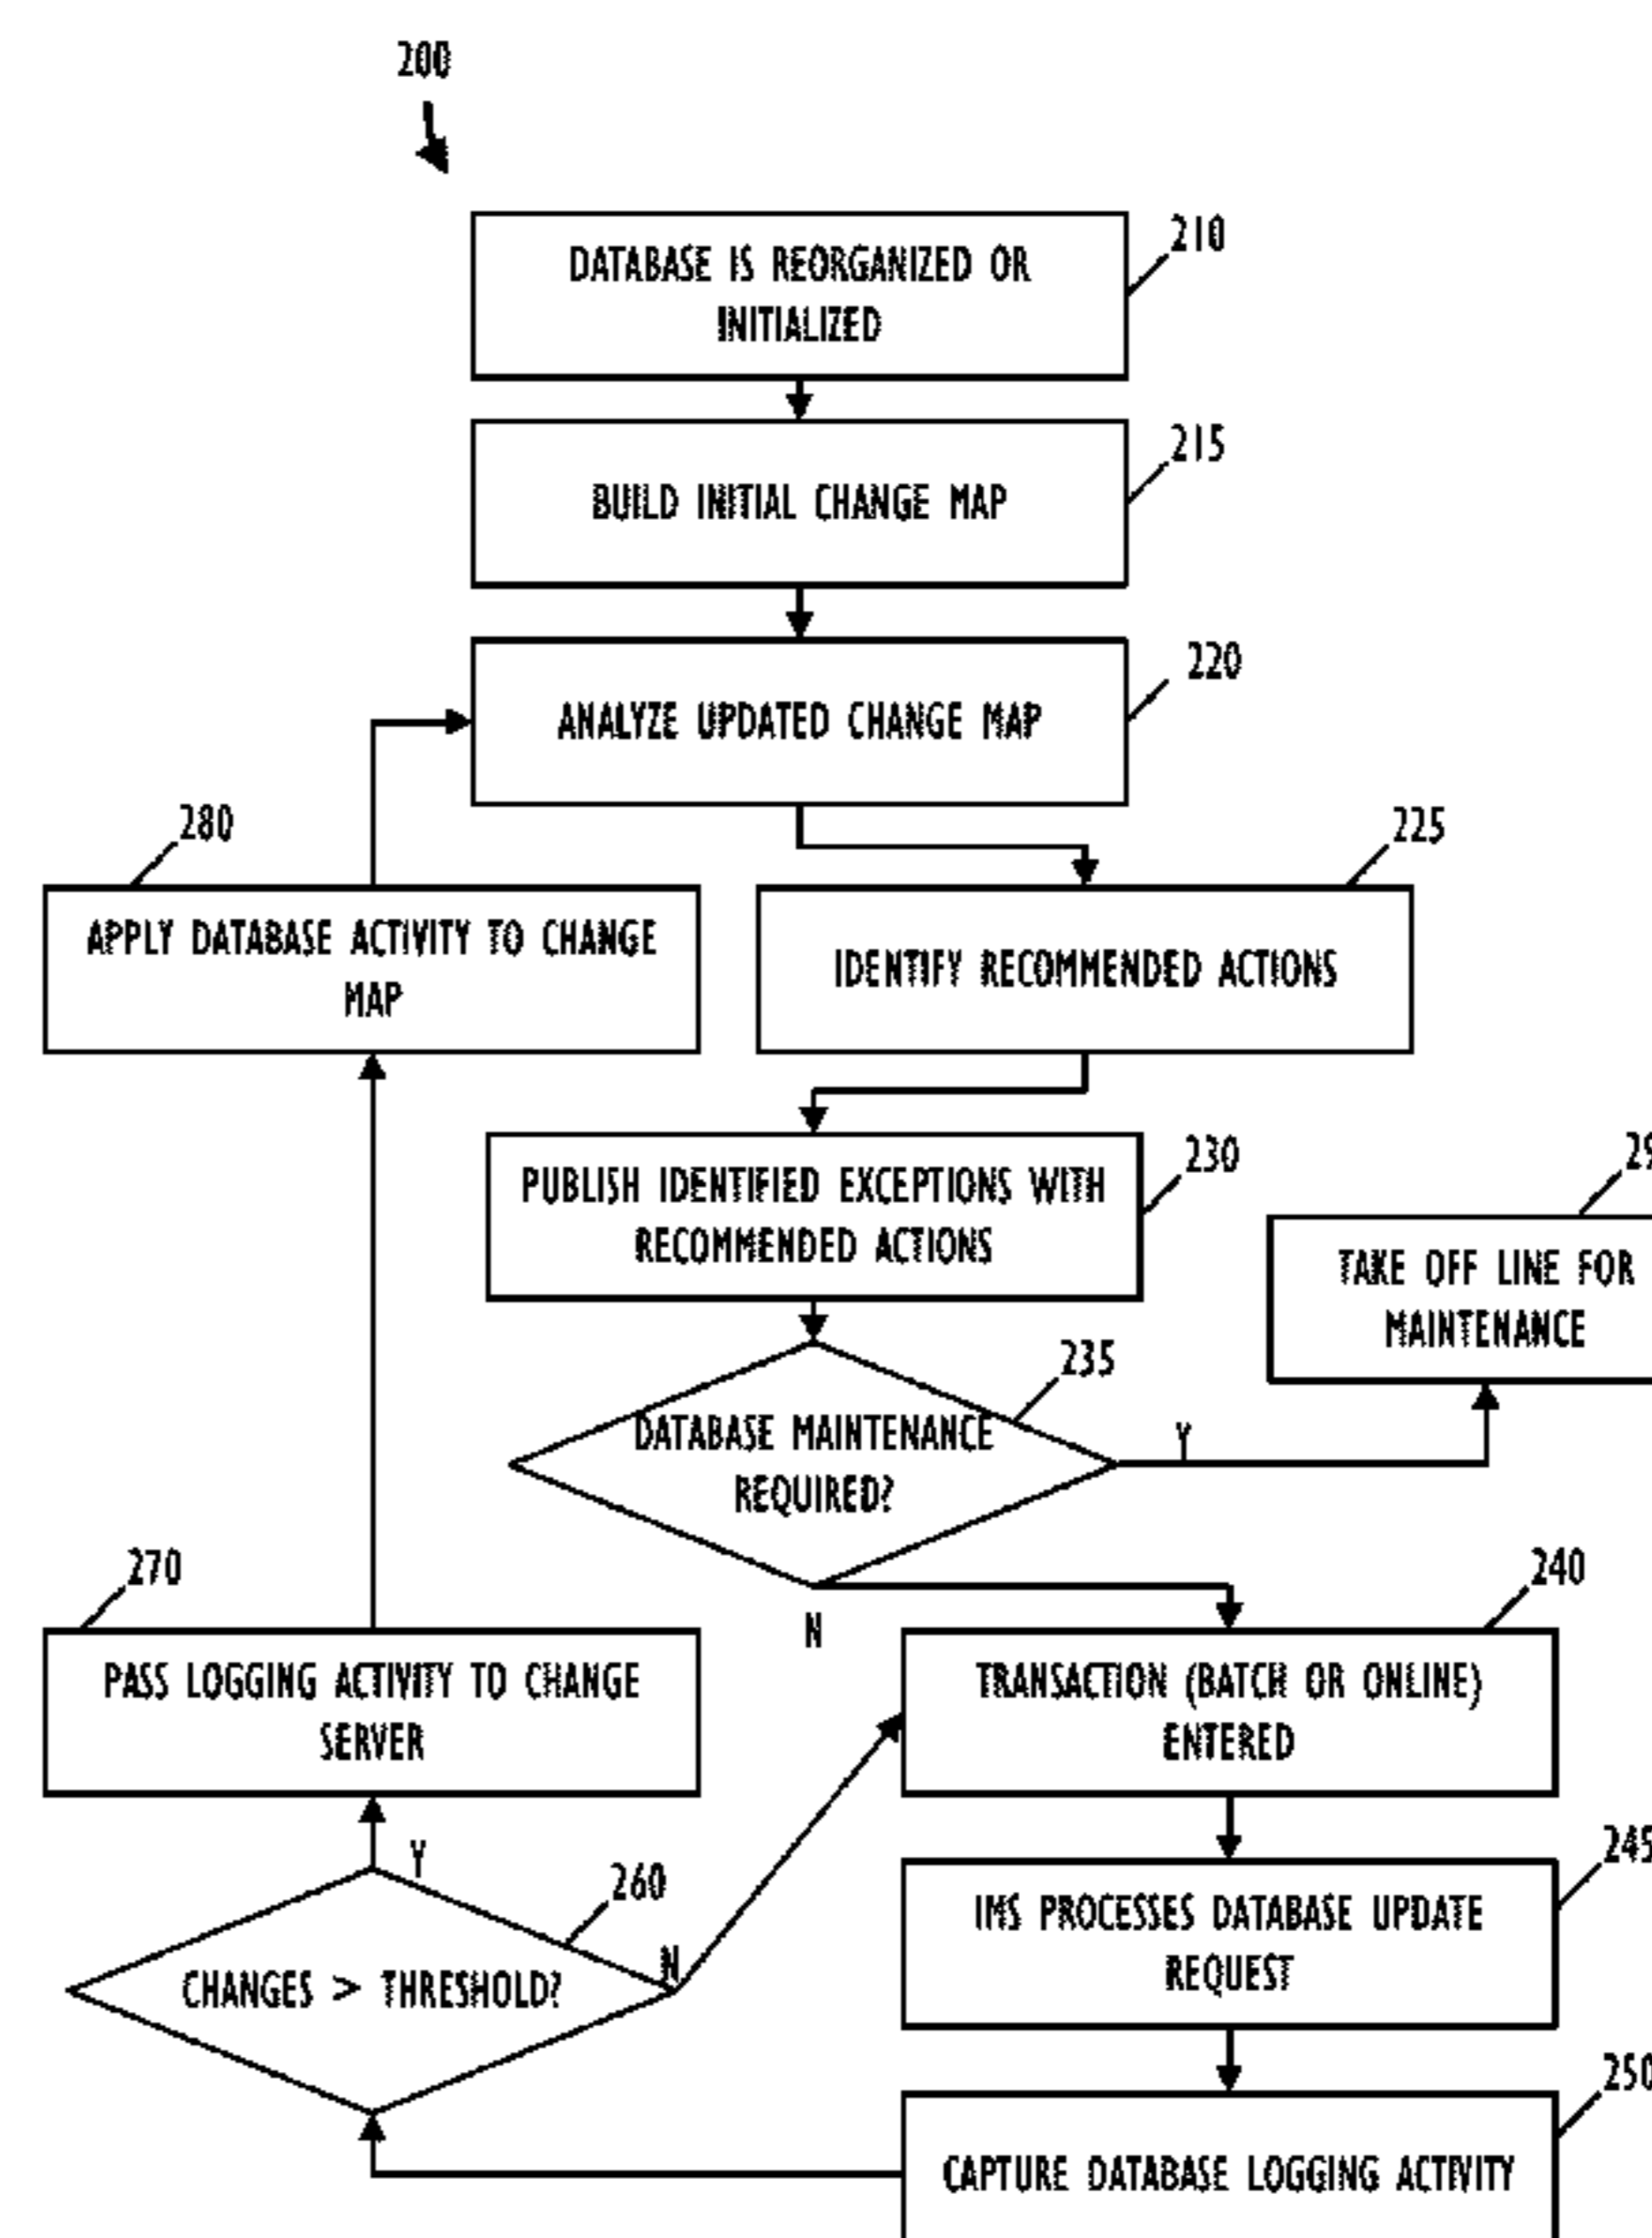 200
210
DATABASE IS REORGANIZED OR
INITIALIZED
215
BUILD INITIAL CHANGE MAP
220
ANALYZE UPDATED CHANGE MAP
280
225
APPLY DATABASE ACTIVITY TO CHANGE
MAP
IDENTIFY RECOMMENDED ACTIONS
230
PUBLISH IDENTIFIED EXCEPTIONS WITH
RECOMMENDED ACTIONS
TAKE OFF LINE FOR
MAINTENANCE
235
DATABASE MAINTENANCE
REQUIRED?
Y
N
270
240
PASS LOGGING ACTIVITY TO CHANGE
SERVER
TRANSACTION (BATCH OR ONLINE)
ENTERED
Y
260
N
CHANGES > THRESHOLD?
245
IMS PROCESSES DATABASE UPDATE
REQUEST
250
CAPTURE DATABASE LOGGING ACTIVITY